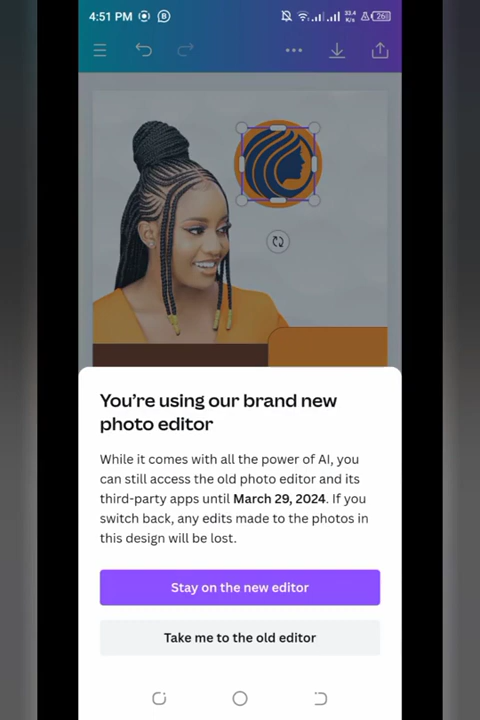 4:51 PM
33.4
K/s
26
You're using our brand new
photo editor
While it comes with all the power of AI, you
can still access the old photo editor and its
third-party apps until March 29, 2024. If you
switch back, any edits made to the photos in
this design will be lost.
Stay on the new editor
Take me to the old editor